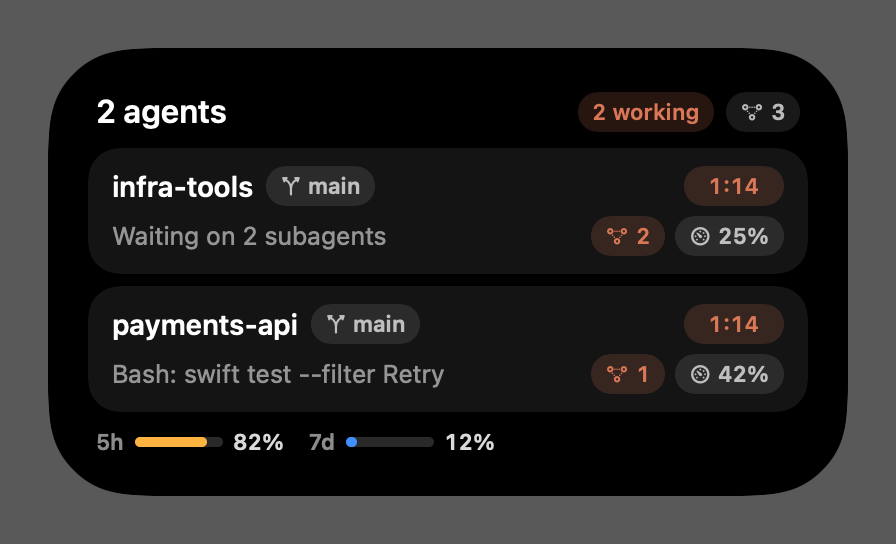 2 agents 2 working 3
infra-tools main 1:14
Waiting on 2 subagents 2 25%
payments-api main 1:14
Bash: swift test --filter Retry 1 42%
5h 82% 7d 12%